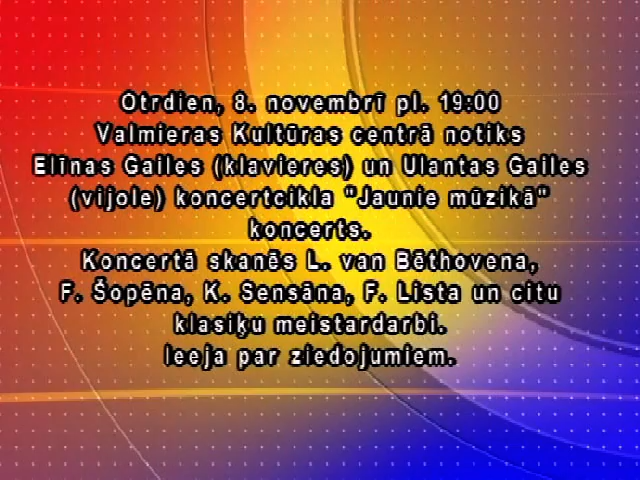 Otrdien, 8. novembrī pl. 19:00
Valmieras Kultūras centrā notiks
Elīnas Gailes (klavieres) un Ulantas Gailes
(vijole) koncertcikla "Jaunie mūzikā"
koncerts.
Koncertā skanēs L. van Bēthovena,
F. Šopēna, K. Sensāna, F. Lista un citu
klasiķu meistardarbi.
Ieeja par ziedojumiem.